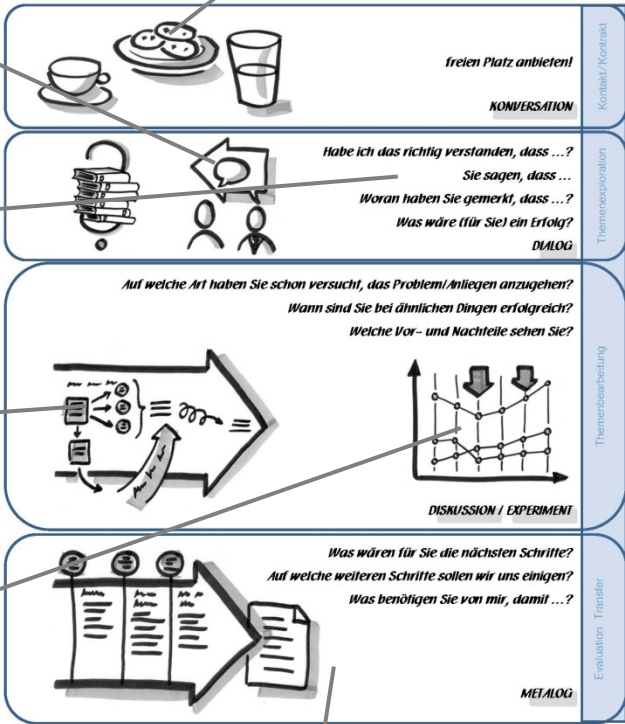 freien Platz anbieten!
KONVERSATION
Kontakt/Kontrakt
Habe ich das richtig verstanden, dass ...?
Sie sagen, dass ...
Woran haben Sie gemerkt, dass ...?
Was wäre (für Sie) ein Erfolg?
DIALOG
Themenexploration
Auf welche Art haben Sie schon versucht, das Problem/Anliegen anzugehen?
Wann sind Sie bei ähnlichen Dingen erfolgreich?
Welche Vor- und Nachteile sehen Sie?
DISKUSSION / EXPERIMENT
Themenbearbeitung
Was wären für Sie die nächsten Schritte?
Auf welche weiteren Schritte sollen wir uns einigen?
Was benötigen Sie von mir, damit ...?
METALOG
Evaluation Transfer